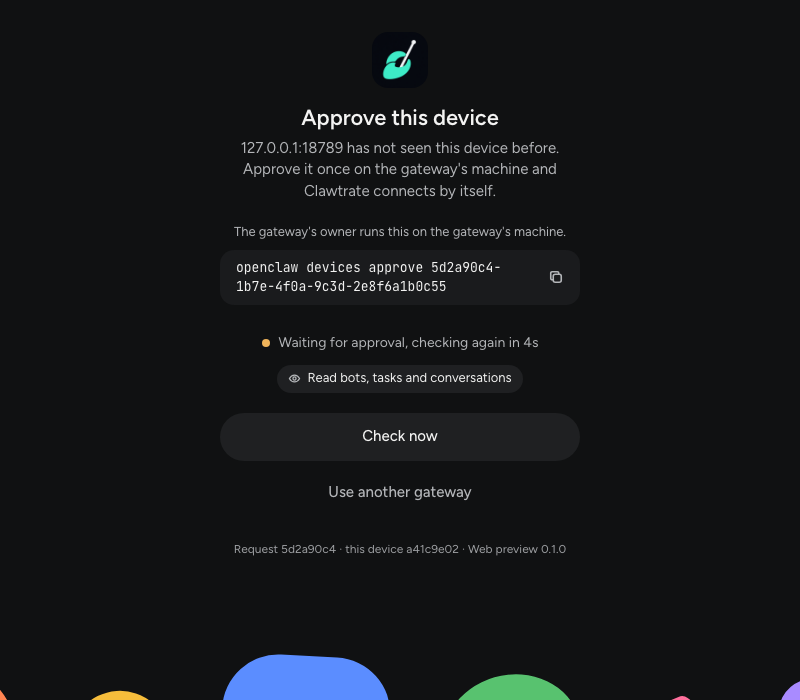 Approve this device
127.0.0.1:18789 has not seen this device before.
Approve it once on the gateway's machine and
Clawtrate connects by itself.
The gateway's owner runs this on the gateway's machine.
openclaw devices approve 5d2a90c4-
1b7e-4f0a-9c3d-2e8f6a1b0c55
Waiting for approval, checking again in 4s
Read bots, tasks and conversations
Check now
Use another gateway
Request 5d2a90c4 · this device a41c9e02 · Web preview 0.1.0